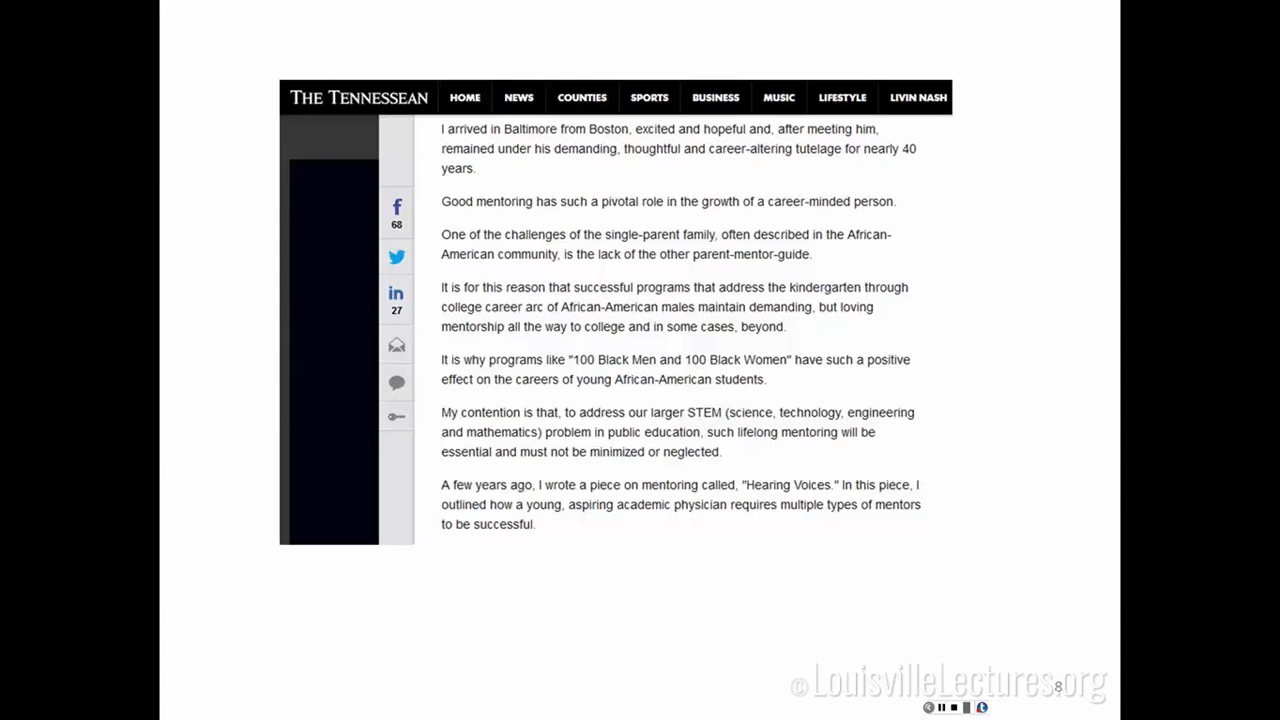 THE TENNESSEAN HOME NEWS COUNTIES SPORTS BUSINESS MUSIC LIFESTYLE LIVIN NASH
I arrived in Baltimore from Boston, excited and hopeful and, after meeting him,
remained under his demanding, thoughtful and career-altering tutelage for nearly 40
years.
Good mentoring has such a pivotal role in the growth of a career-minded person.
One of the challenges of the single-parent family, often described in the African-
American community, is the lack of the other parent-mentor-guide.
It is for this reason that successful programs that address the kindergarten through
college career arc of African-American males maintain demanding, but loving
mentorship all the way to college and in some cases, beyond.
It is why programs like "100 Black Men and 100 Black Women" have such a positive
effect on the careers of young African-American students.
My contention is that, to address our larger STEM (science, technology, engineering
and mathematics) problem in public education, such lifelong mentoring will be
essential and must not be minimized or neglected.
A few years ago, I wrote a piece on mentoring called, "Hearing Voices." In this piece, I
outlined how a young, aspiring academic physician requires multiple types of mentors
to be successful.
f
68
in
27
© LouisvilleLectures.org
8
t